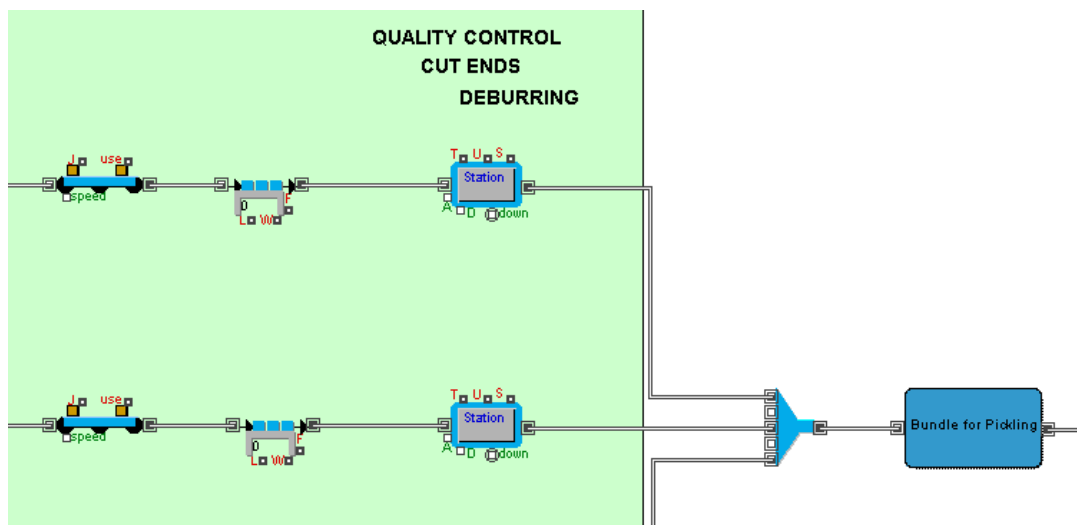 QUALITY CONTROL
CUT ENDS
DEBURRING
J use
speed
0
F
L W
T U S
Station
A D down
J use
speed
0
F
L W
T U S
Station
A D down
Bundle for Pickling